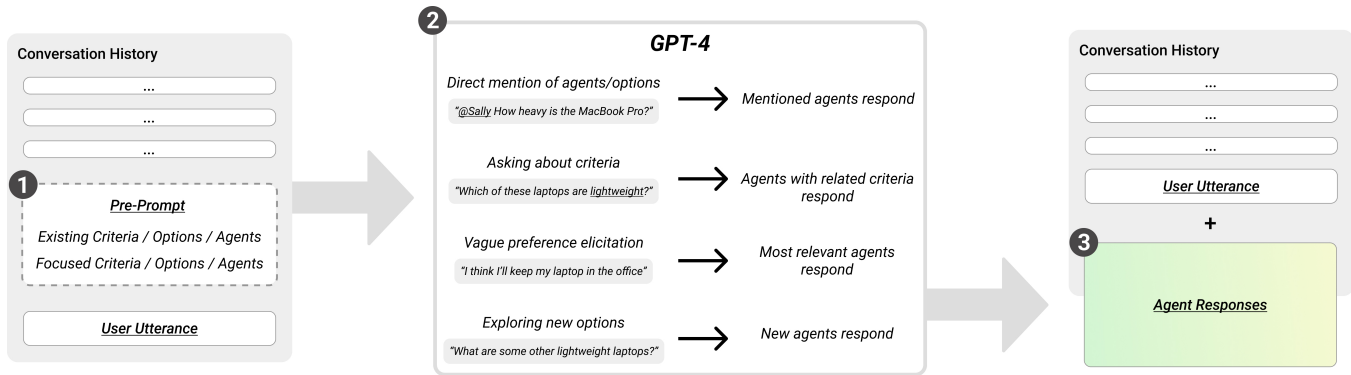 Conversation History
...
...
...
1
Pre-Prompt
Existing Criteria / Options / Agents
Focused Criteria / Options / Agents
User Utterance
2
GPT-4
Direct mention of agents/options
“@Sally How heavy is the MacBook Pro?”
Mentioned agents respond
Asking about criteria
“Which of these laptops are lightweight?”
Agents with related criteria
respond
Vague preference elicitation
“I think I’ll keep my laptop in the office”
Most relevant agents
respond
Exploring new options
“What are some other lightweight laptops?”
New agents respond
Conversation History
...
...
...
User Utterance
+
3
Agent Responses